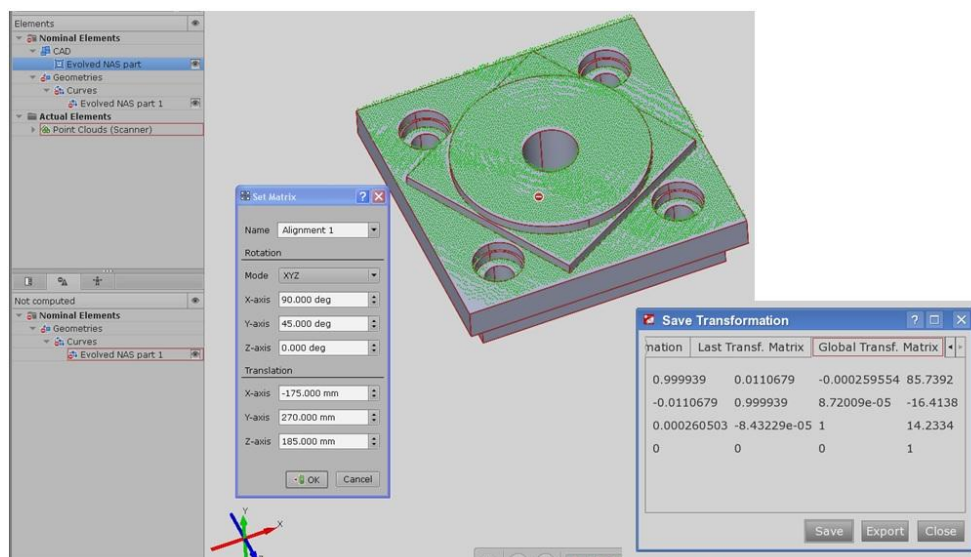 Elements
Nominal Elements
CAD
Evolved NAS part
Geometries
Curves
Evolved NAS part 1
Actual Elements
Point Clouds (Scanner)
Not computed
Nominal Elements
Geometries
Curves
Evolved NAS part 1
Set Matrix
Name Alignment 1
Rotation
Mode XYZ
X-axis 90.000 deg
Y-axis 45.000 deg
Z-axis 0.000 deg
Translation
X-axis -175.000 mm
Y-axis 270.000 mm
Z-axis 185.000 mm
OK Cancel
Y
X
Save Transformation
mation Last Transf. Matrix Global Transf. Matrix
0.999939 0.0110679 -0.000259554 85.7392
-0.0110679 0.999939 8.72009e-05 -16.4138
0.000260503 -8.43229e-05 1 14.2334
0 0 0 1
Save Export Close